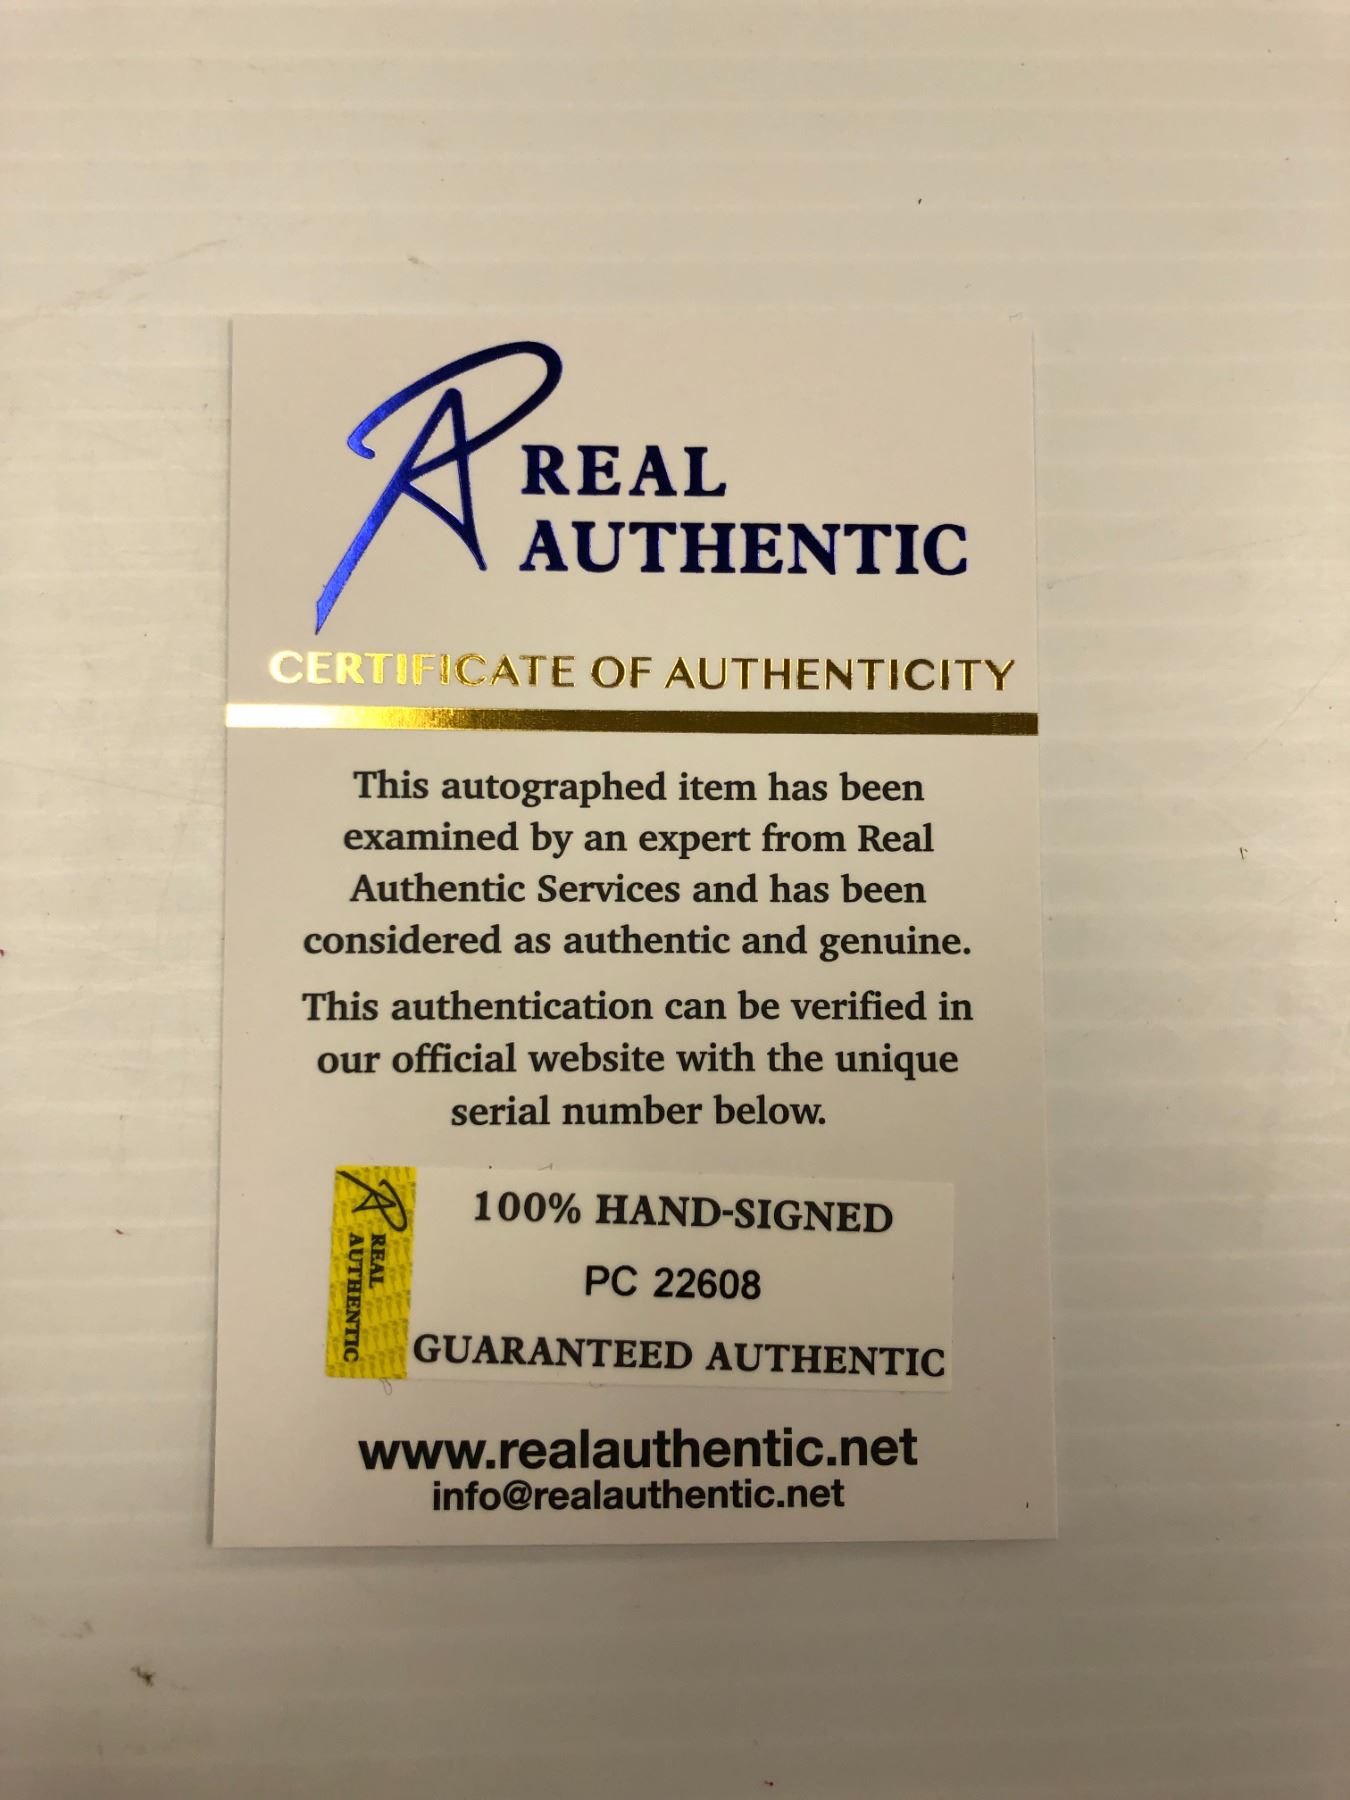 REAL
AUTHENTIC
CERTIFICATE OF AUTHENTICITY
This autographed item has been
examined by an expert from Real
Authentic Services and has been
considered as authentic and genuine.
This authentication can be verified in
our official website with the unique
serial number below.
REAL
AUTHENTIC
100% HAND-SIGNED
PC 22608
GUARANTEED AUTHENTIC
www.realauthentic.net
info@realauthentic.net